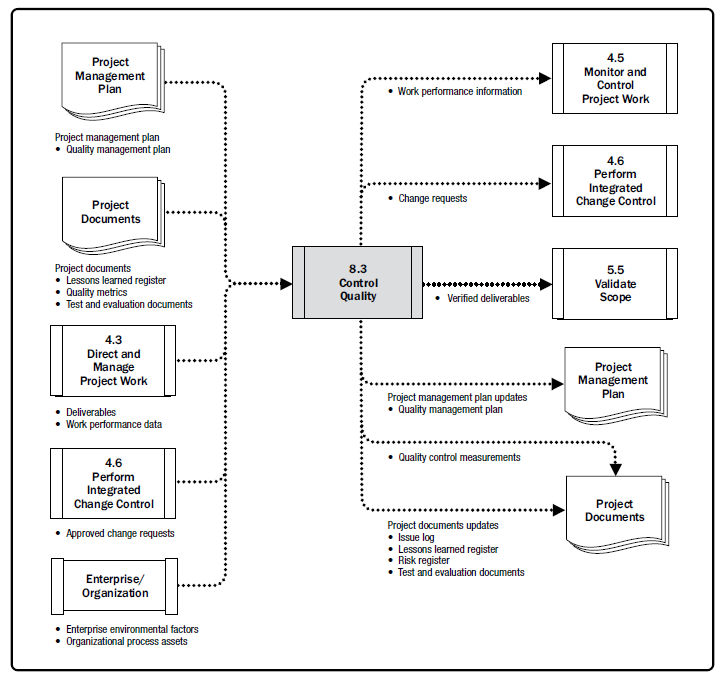 Project
Management
Plan
Project management plan
• Quality management plan
Project
Documents
Project documents
• Lessons learned register
• Quality metrics
• Test and evaluation documents
4.3
Direct and
Manage
Project Work
• Deliverables
• Work performance data
4.6
Perform
Integrated
Change Control
• Approved change requests
Enterprise/
Organization
• Enterprise environmental factors
• Organizational process assets
8.3
Control
Quality
• Work performance information
4.5
Monitor and
Control
Project Work
• Change requests
4.6
Perform
Integrated
Change Control
• Verified deliverables
5.5
Validate
Scope
Project management plan updates
• Quality management plan
Project
Management
Plan
• Quality control measurements
Project
Documents
Project documents updates
• Issue log
• Lessons learned register
• Risk register
• Test and evaluation documents